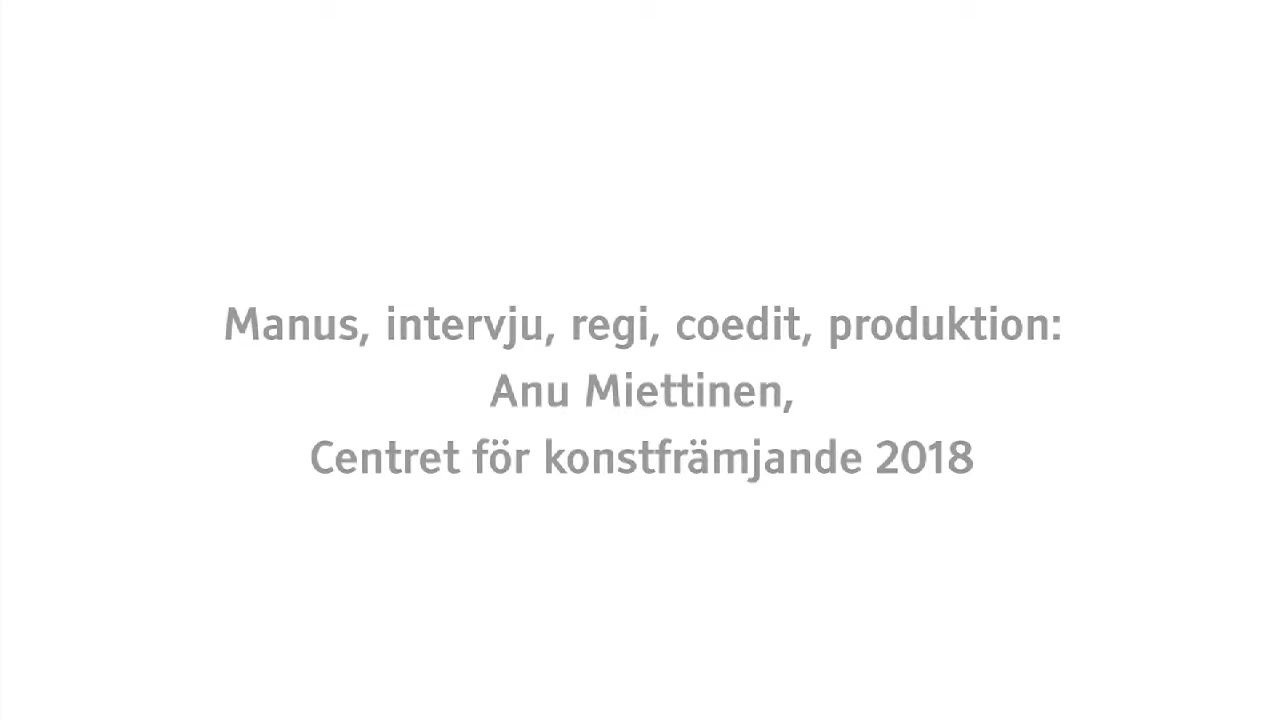 Manus, intervju, regi, coedit, produktion:
Anu Miettinen,
Centret för konstfrämjande 2018